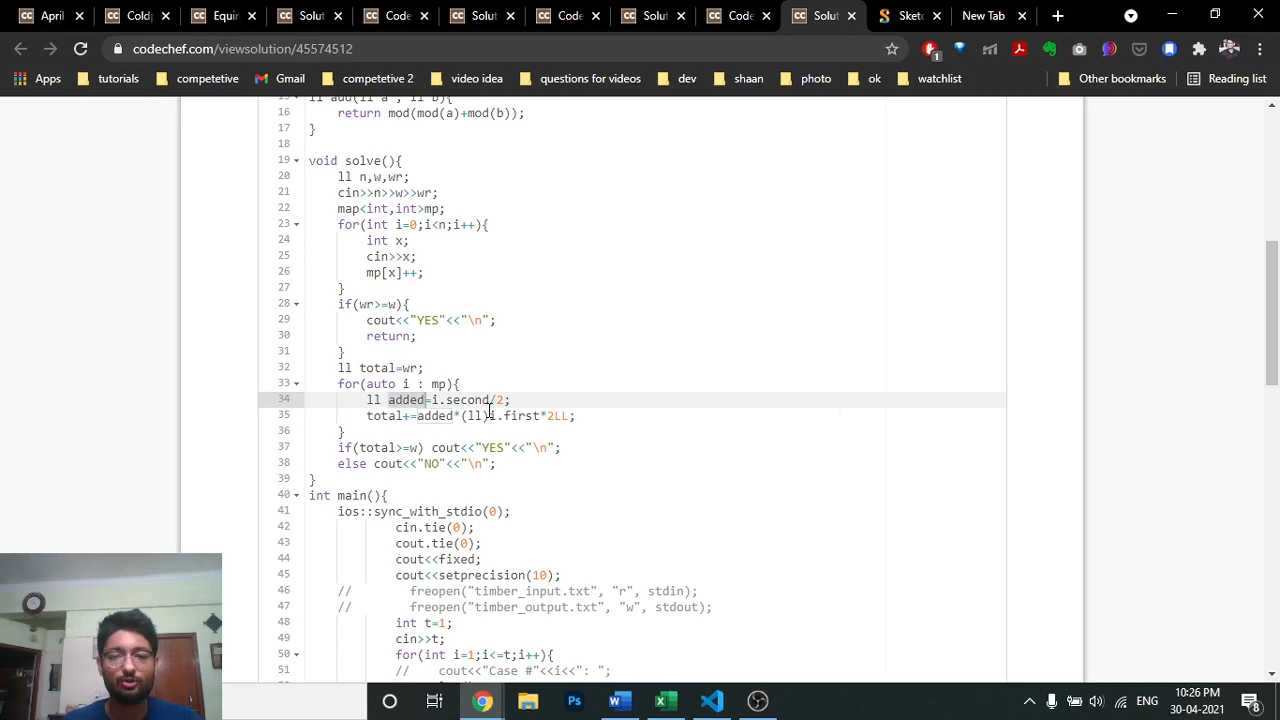 April
Cold
Equin
Solut
Code
Solut
Code
Solut
Code
Solut
Sketc
New Tab
codechef.com/viewsolution/45574512
1
Apps
tutorials
competetive
Gmail
competetive 2
video idea
questions for videos
dev
shaan
photo
ok
watchlist
Other bookmarks
Reading list
15 ll add(ll a , ll b){
16 return mod(mod(a)+mod(b));
17 }
18
19 void solve(){
20 ll n,w,wr;
21 cin>>n>>w>>wr;
22 map<int,int>mp;
23 for(int i=0;i<n;i++){
24 int x;
25 cin>>x;
26 mp[x]++;
27 }
28 if(wr>=w){
29 cout<<"YES"<<"\n";
30 return;
31 }
32 ll total=wr;
33 for(auto i : mp){
34 ll added=i.second/2;
35 total+=added*(ll)i.first*2LL;
36 }
37 if(total>=w) cout<<"YES"<<"\n";
38 else cout<<"NO"<<"\n";
39 }
40 int main(){
41 ios::sync_with_stdio(0);
42 cin.tie(0);
43 cout.tie(0);
44 cout<<fixed;
45 cout<<setprecision(10);
46 // freopen("timber_input.txt", "r", stdin);
47 // freopen("timber_output.txt", "w", stdout);
48 int t=1;
49 cin>>t;
50 for(int i=1;i<=t;i++){
51 // cout<<"Case #"<<i<<": ";
ENG
10:26 PM
30-04-2021
8